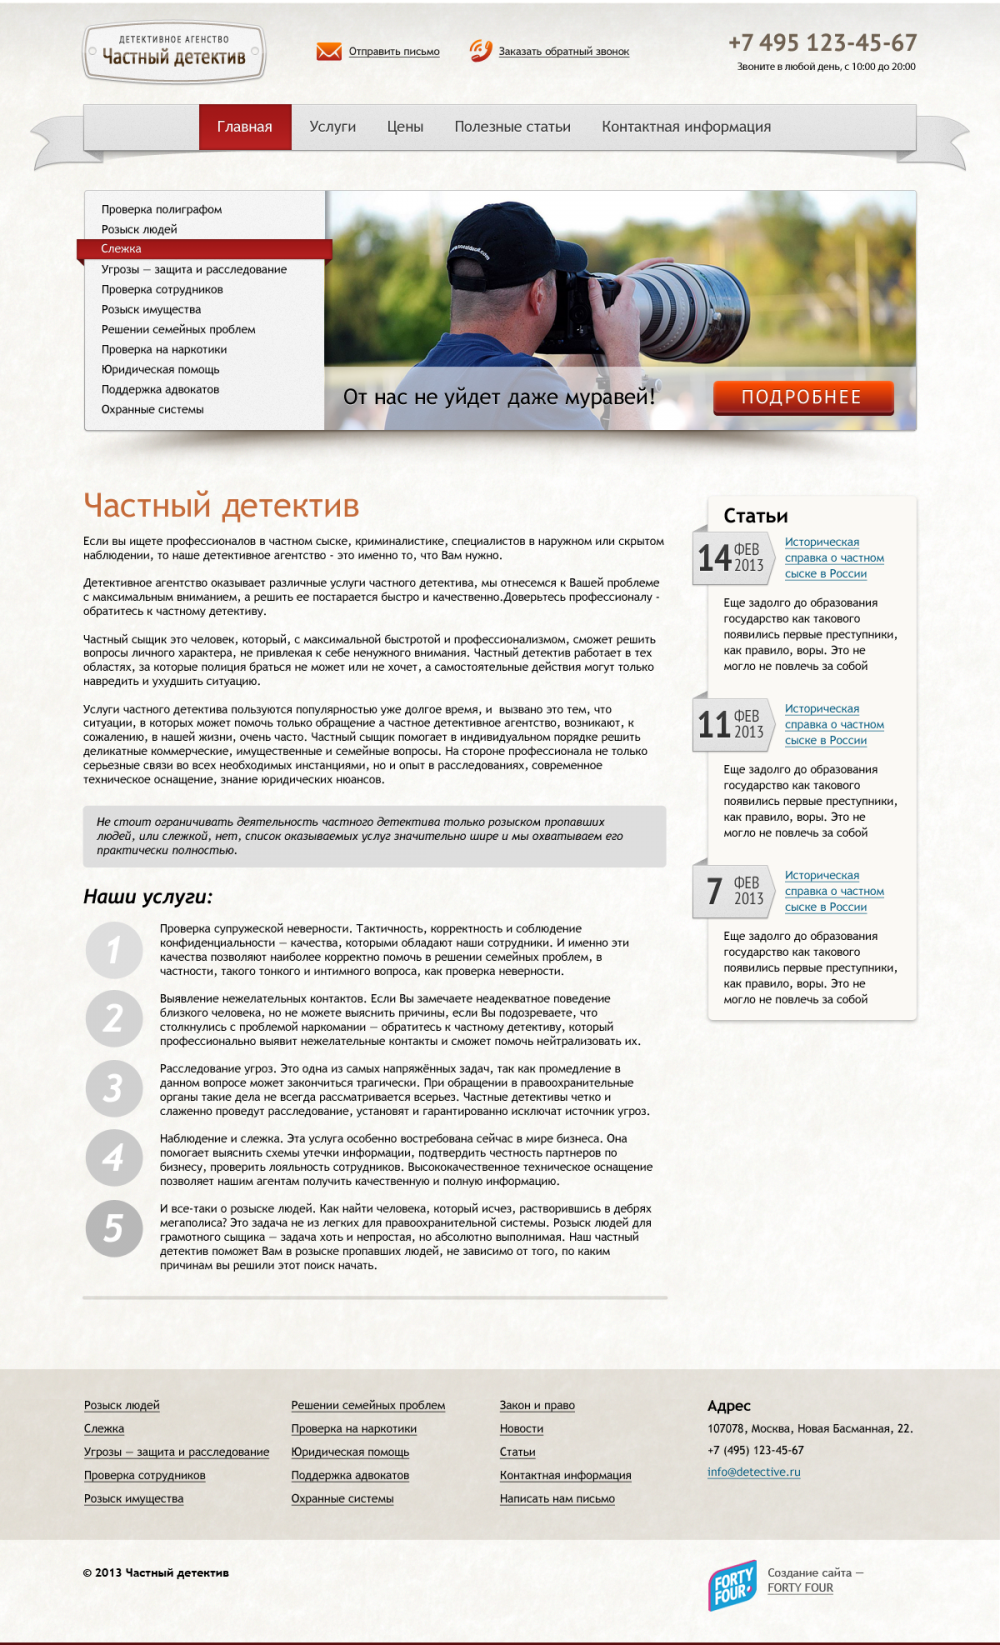 ДЕТЕКТИВНОЕ АГЕНСТВО
Частный детектив
Отправить письмо
Заказать обратный звонок
+7 495 123-45-67
Звоните в любой день, с 10:00 до 20:00
Главная
Услуги
Цены
Полезные статьи
Контактная информация
Проверка полиграфом
Розыск людей
Слежка
Угрозы — защита и расследование
Проверка сотрудников
Розыск имущества
Решении семейных проблем
Проверка на наркотики
Юридическая помощь
Поддержка адвокатов
Охранные системы
От нас не уйдет даже муравей!
ПОДРОБНЕЕ
Частный детектив
Если вы ищете профессионалов в частном сыске, криминалистике, специалистов в наружном или скрытом
наблюдении, то наше детективное агентство - это именно то, что Вам нужно.
Детективное агентство оказывает различные услуги частного детектива, мы отнесемся к Вашей проблеме
с максимальным вниманием, а решить ее постарается быстро и качественно.Доверьтесь профессионалу -
обратитесь к частному детективу.
Частный сыщик это человек, который, с максимальной быстротой и профессионализмом, сможет решить
вопросы личного характера, не привлекая к себе ненужного внимания. Частный детектив работает в тех
областях, за которые полиция браться не может или не хочет, а самостоятельные действия могут только
навредить и ухудшить ситуацию.
Услуги частного детектива пользуются популярностью уже долгое время, и  вызвано это тем, что
ситуации, в которых может помочь только обращение а частное детективное агентство, возникают, к
сожалению, в нашей жизни, очень часто. Частный сыщик помогает в индивидуальном порядке решить
деликатные коммерческие, имущественные и семейные вопросы. На стороне профессионала не только
серьезные связи во всех необходимых инстанциями, но и опыт в расследованиях, современное
техническое оснащение, знание юридических нюансов.
Не стоит ограничивать деятельность частного детектива только розыском пропавших
людей, или слежкой, нет, список оказываемых услуг значительно шире и мы охватываем его
практически полностью.
Наши услуги:
1
Проверка супружеской неверности. Тактичность, корректность и соблюдение
конфиденциальности — качества, которыми обладают наши сотрудники. И именно эти
качества позволяют наиболее корректно помочь в решении семейных проблем, в
частности, такого тонкого и интимного вопроса, как проверка неверности.
2
Выявление нежелательных контактов. Если Вы замечаете неадекватное поведение
близкого человека, но не можете выяснить причины, если Вы подозреваете, что
столкнулись с проблемой наркомании — обратитесь к частному детективу, который
профессионально выявит нежелательные контакты и сможет помочь нейтрализовать их.
3
Расследование угроз. Это одна из самых напряжённых задач, так как промедление в
данном вопросе может закончиться трагически. При обращении в правоохранительные
органы такие дела не всегда рассматривается всерьез. Частные детективы четко и
слаженно проведут расследование, установят и гарантированно исключат источник угроз.
4
Наблюдение и слежка. Эта услуга особенно востребована сейчас в мире бизнеса. Она
помогает выяснить схемы утечки информации, подтвердить честность партнеров по
бизнесу, проверить лояльность сотрудников. Высококачественное техническое оснащение
позволяет нашим агентам получить качественную и полную информацию.
5
И все-таки о розыске людей. Как найти человека, который исчез, растворившись в дебрях
мегаполиса? Это задача не из легких для правоохранительной системы. Розыск людей для
грамотного сыщика — задача хоть и непростая, но абсолютно выполнимая. Наш частный
детектив поможет Вам в розыске пропавших людей, не зависимо от того, по каким
причинам вы решили этот поиск начать.
Статьи
14 ФЕВ 2013
Историческая
справка о частном
сыске в России
Еще задолго до образования
государство как такового
появились первые преступники,
как правило, воры. Это не
могло не повлечь за собой
11 ФЕВ 2013
Историческая
справка о частном
сыске в России
Еще задолго до образования
государство как такового
появились первые преступники,
как правило, воры. Это не
могло не повлечь за собой
7 ФЕВ 2013
Историческая
справка о частном
сыске в России
Еще задолго до образования
государство как такового
появились первые преступники,
как правило, воры. Это не
могло не повлечь за собой
Розыск людей
Слежка
Угрозы — защита и расследование
Проверка сотрудников
Розыск имущества
Решении семейных проблем
Проверка на наркотики
Юридическая помощь
Поддержка адвокатов
Охранные системы
Закон и право
Новости
Статьи
Контактная информация
Написать нам письмо
Адрес
107078, Москва, Новая Басманная, 22.
+7 (495) 123-45-67
info@detective.ru
© 2013 Частный детектив
FORTY
FOUR
Создание сайта —
FORTY FOUR